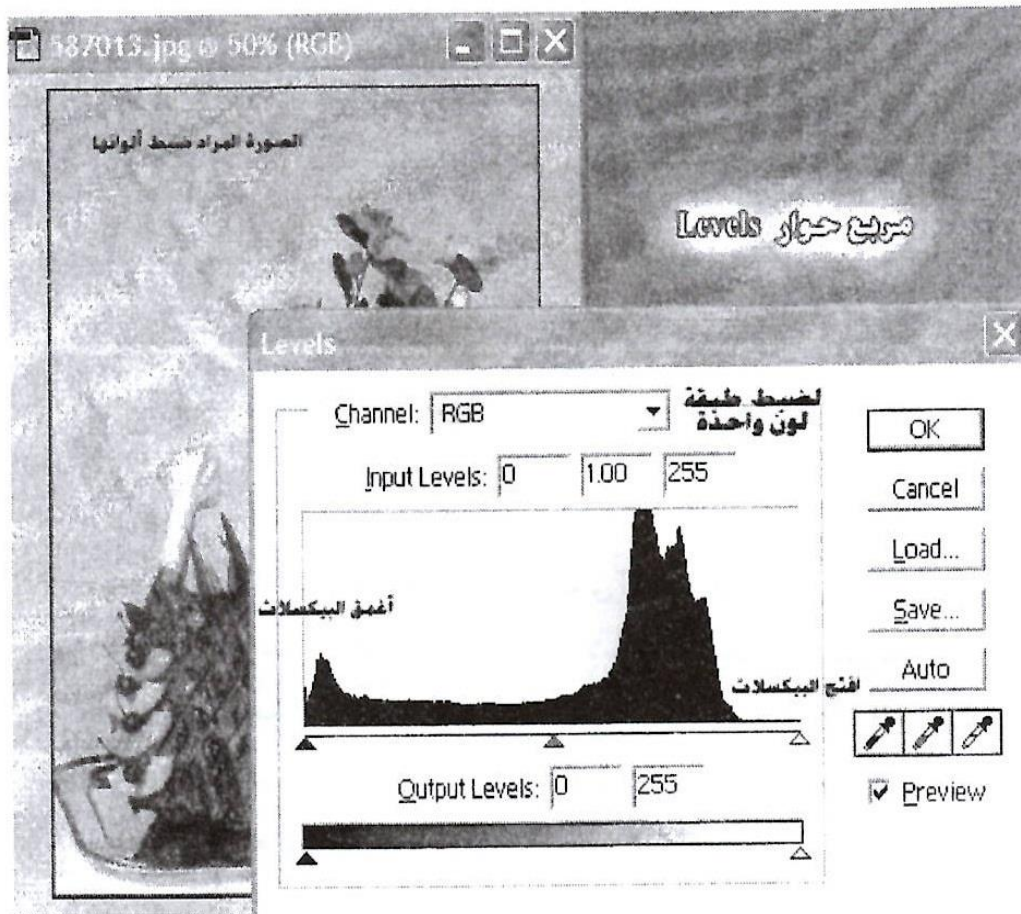 587013.jpg @ 50% (RGB)
الصورة المراد ضبط ألوانها
مربع حوار Levels
Levels
Channel: RGB
لضبط طبقة
لون واحدة
OK
Input Levels: 0 1.00 255
Cancel
Load...
أغمق البيكسلات
Save...
افتح البيكسلات
Auto
Output Levels: 0 255
Preview